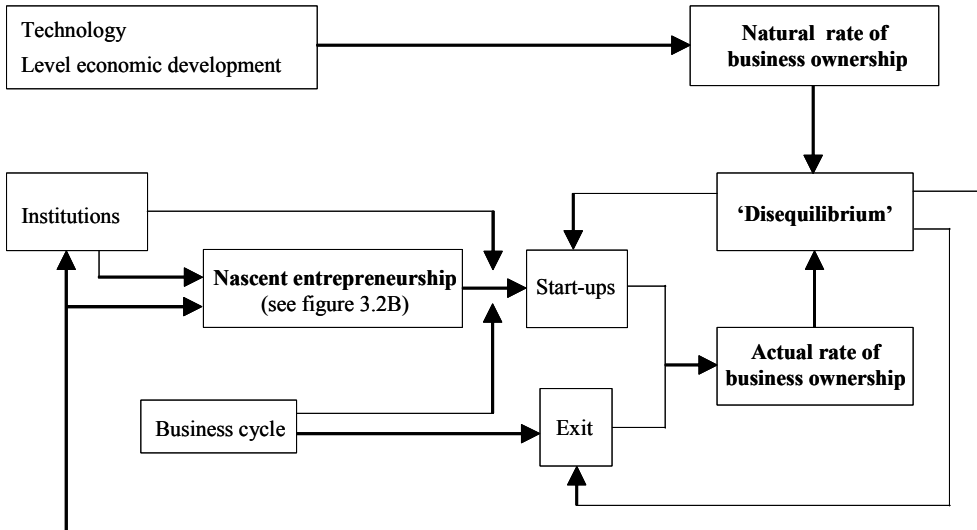 Technology
Level economic development
Natural rate of
business ownership
Institutions
‘Disequilibrium’
Nascent entrepreneurship
(see figure 3.2B)
Start-ups
Actual rate of
business ownership
Business cycle
Exit